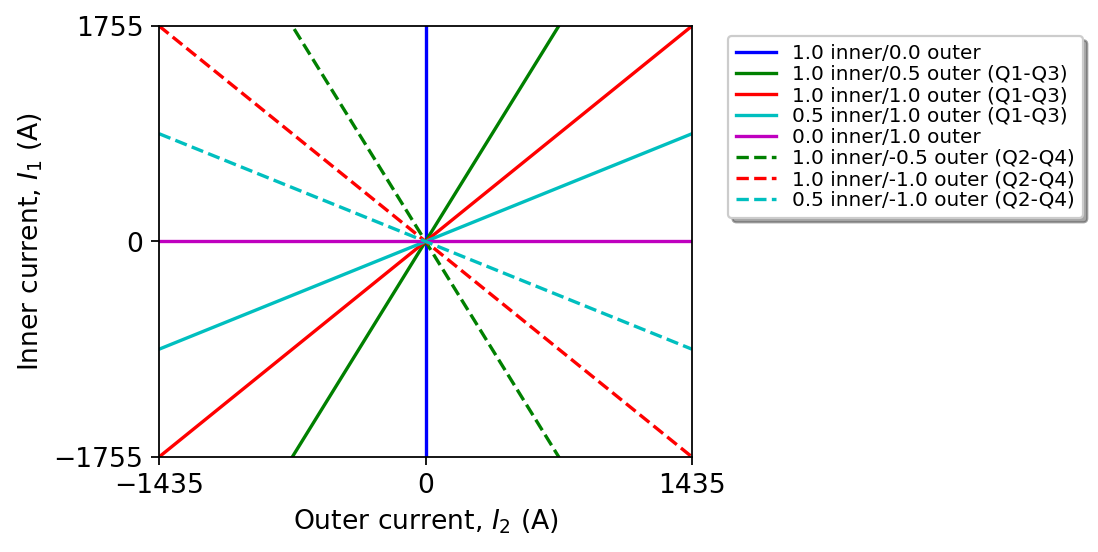 1755
0
−1755
Inner current, I₁ (A)
−1435
0
1435
Outer current, I₂ (A)
1.0 inner/0.0 outer
1.0 inner/0.5 outer (Q1-Q3)
1.0 inner/1.0 outer (Q1-Q3)
0.5 inner/1.0 outer (Q1-Q3)
0.0 inner/1.0 outer
1.0 inner/-0.5 outer (Q2-Q4)
1.0 inner/-1.0 outer (Q2-Q4)
0.5 inner/-1.0 outer (Q2-Q4)